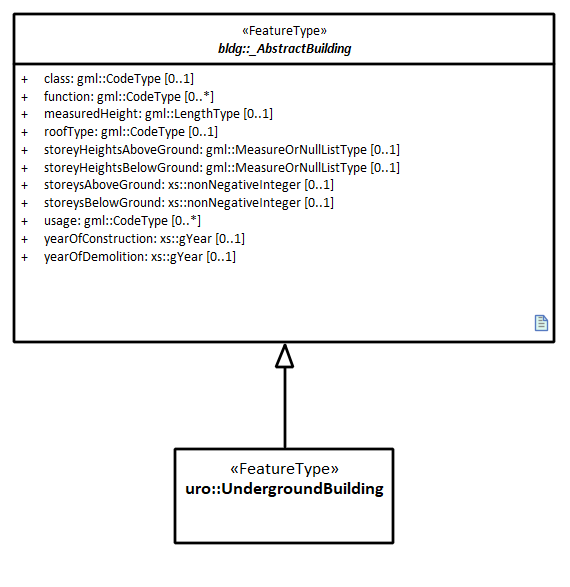 «FeatureType»
bldg::_AbstractBuilding
+ class: gml::CodeType [0..1]
+ function: gml::CodeType [0..*]
+ measuredHeight: gml::LengthType [0..1]
+ roofType: gml::CodeType [0..1]
+ storeyHeightsAboveGround: gml::MeasureOrNullListType [0..1]
+ storeyHeightsBelowGround: gml::MeasureOrNullListType [0..1]
+ storeysAboveGround: xs::nonNegativeInteger [0..1]
+ storeysBelowGround: xs::nonNegativeInteger [0..1]
+ usage: gml::CodeType [0..*]
+ yearOfConstruction: xs::gYear [0..1]
+ yearOfDemolition: xs::gYear [0..1]
«FeatureType»
uro::UndergroundBuilding